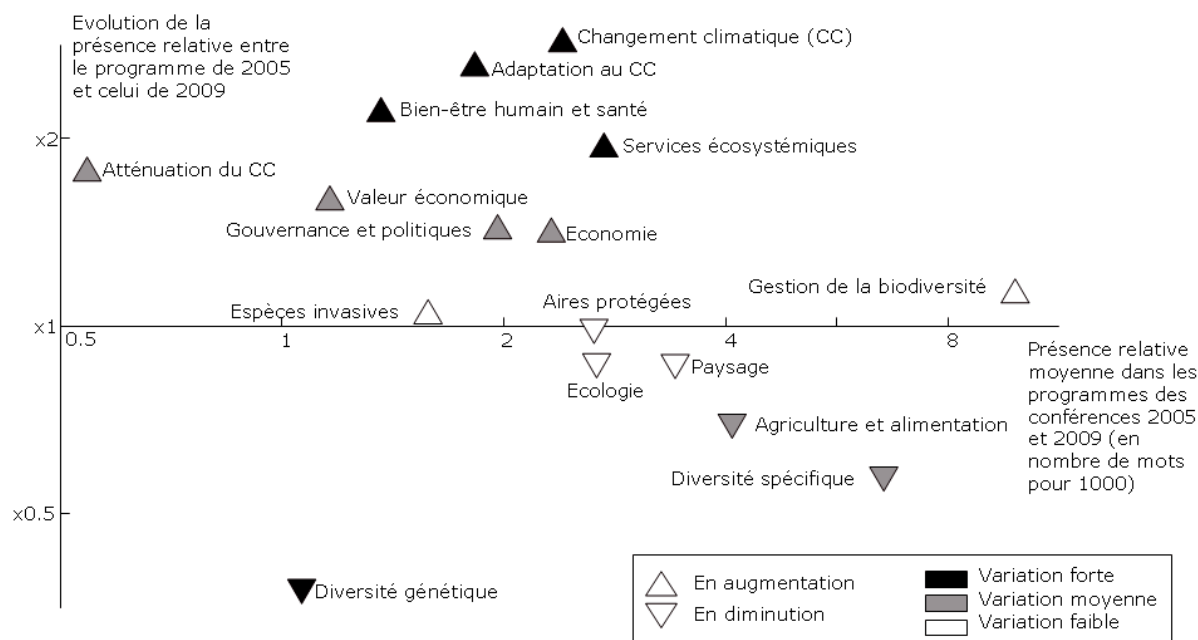 Evolution de la
présence relative entre
le programme de 2005
et celui de 2009
Changement climatique (CC)
Adaptation au CC
Bien-être humain et santé
x2
Services écosystémiques
Atténuation du CC
Valeur économique
Gouvernance et politiques
Economie
Gestion de la biodiversité
Espèces invasives
Aires protégées
x1
0.5
1
2
4
8
Présence relative
moyenne dans les
programmes des
conférences 2005
et 2009 (en
nombre de mots
pour 1000)
Paysage
Ecologie
Agriculture et alimentation
Diversité spécifique
x0.5
Diversité génétique
En augmentation
En diminution
Variation forte
Variation moyenne
Variation faible